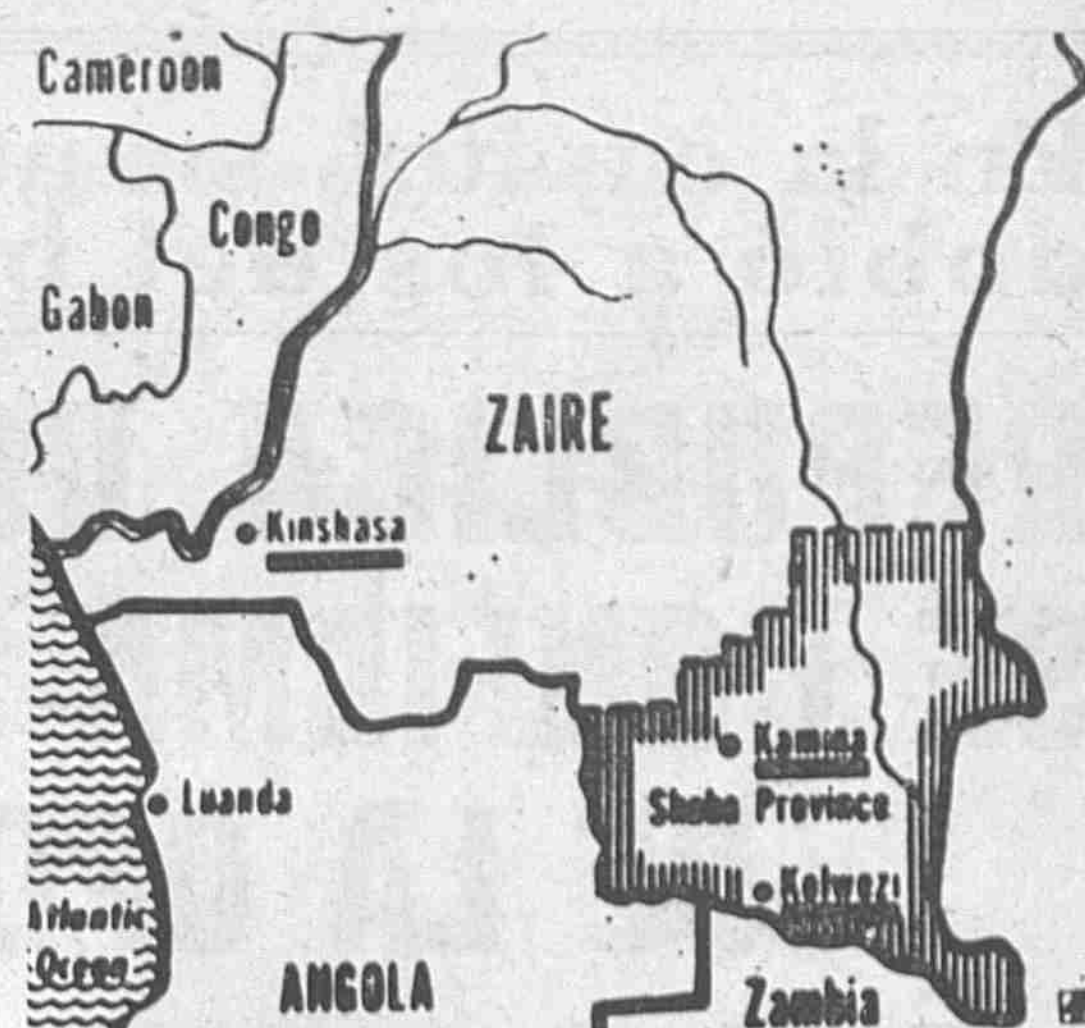 Cameroon
Congo
Gabon
ZAIRE
Kinshasa
Kamina
Luanda
Shaba Province
Kolwezi
Atlantic
Ocean
ANGOLA
Zambia